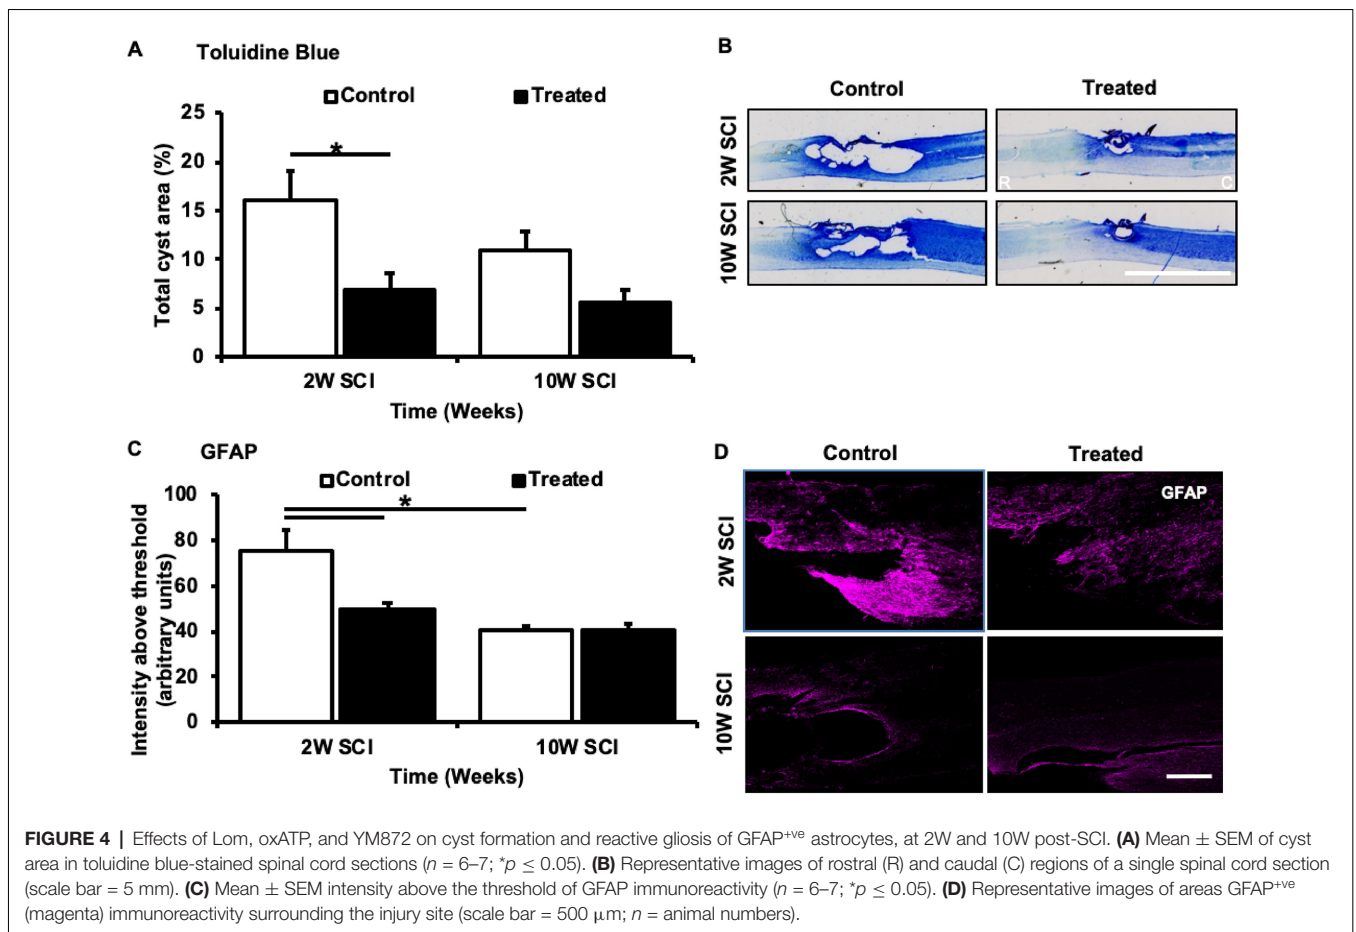 A
Toluidine Blue
Control
Treated
25
20
15
10
5
0
*
Total cyst area (%)
2W SCI
10W SCI
Time (Weeks)
B
Control
Treated
2W SCI
R
C
10W SCI
C
GFAP
Control
Treated
100
80
60
40
20
0
*
Intensity above threshold
(arbitrary units)
2W SCI
10W SCI
Time (Weeks)
D
Control
Treated
2W SCI
GFAP
10W SCI
FIGURE 4 | Effects of Lom, oxATP, and YM872 on cyst formation and reactive gliosis of GFAP+ve astrocytes, at 2W and 10W post-SCI. (A) Mean ± SEM of cyst
area in toluidine blue-stained spinal cord sections (n = 6–7; *p ≤ 0.05). (B) Representative images of rostral (R) and caudal (C) regions of a single spinal cord section
(scale bar = 5 mm). (C) Mean ± SEM intensity above the threshold of GFAP immunoreactivity (n = 6–7; *p ≤ 0.05). (D) Representative images of areas GFAP+ve
(magenta) immunoreactivity surrounding the injury site (scale bar = 500 μm; n = animal numbers).